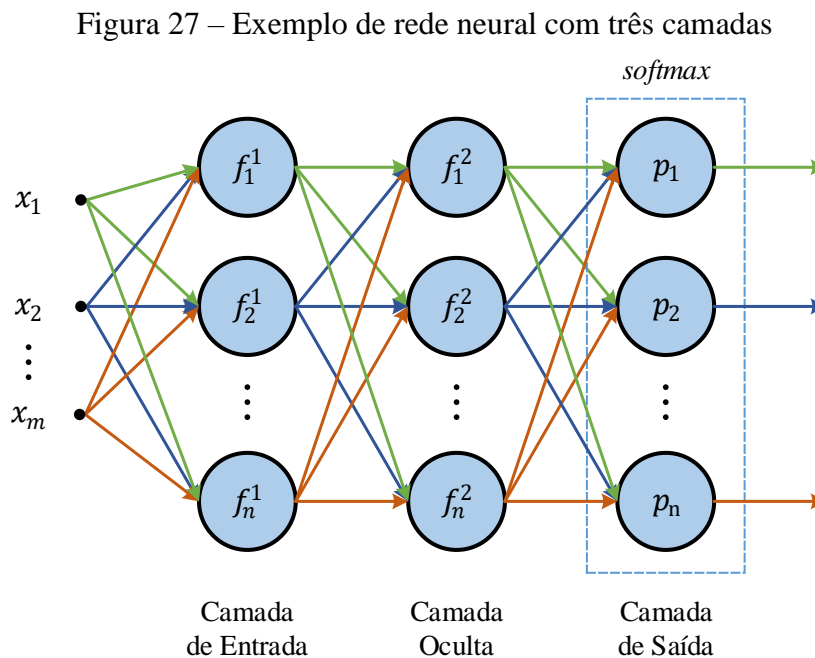 Figura 27 – Exemplo de rede neural com três camadas
softmax
x₁
x₂
⋮
xₘ
f₁¹
f₂¹
⋮
fₙ¹
f₁²
f₂²
⋮
fₙ²
p₁
p₂
⋮
pₙ
Camada
de Entrada
Camada
Oculta
Camada
de Saída